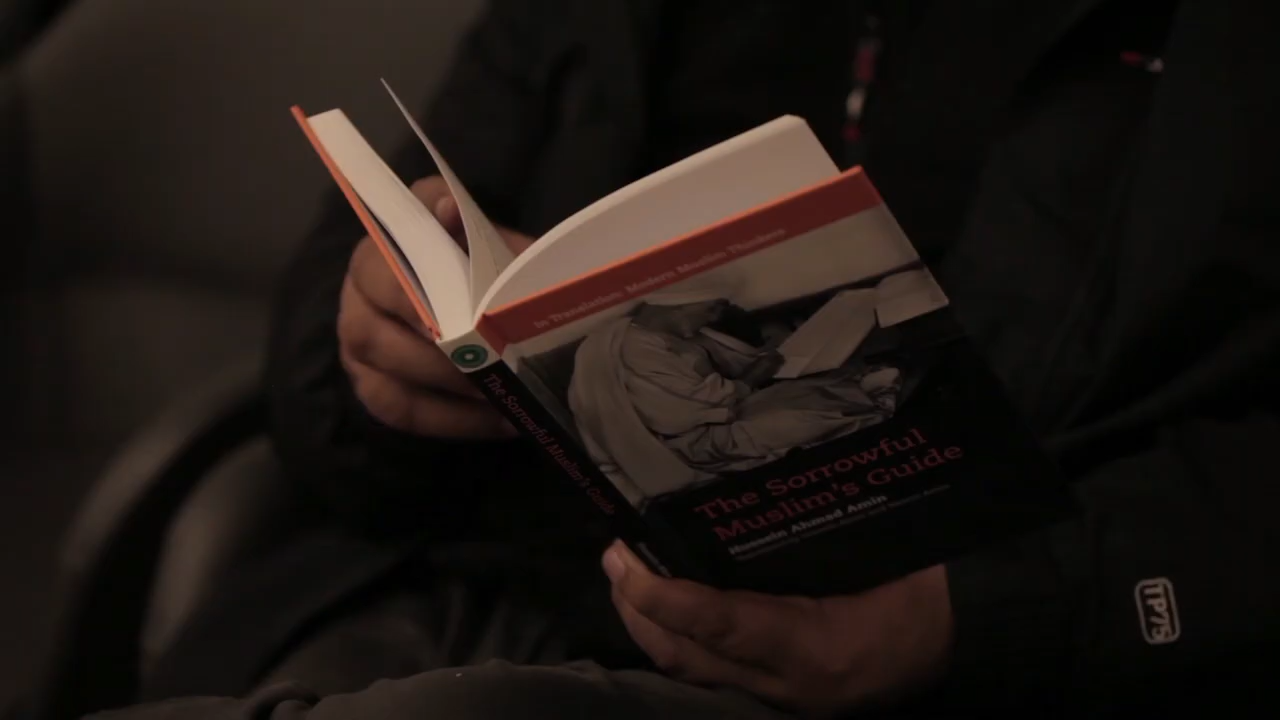 In Translation: Modern Muslim Thinkers
The Sorrowful
Muslim's Guide
Hussein Ahmad Amin
The Sorrowful Muslim's Guide